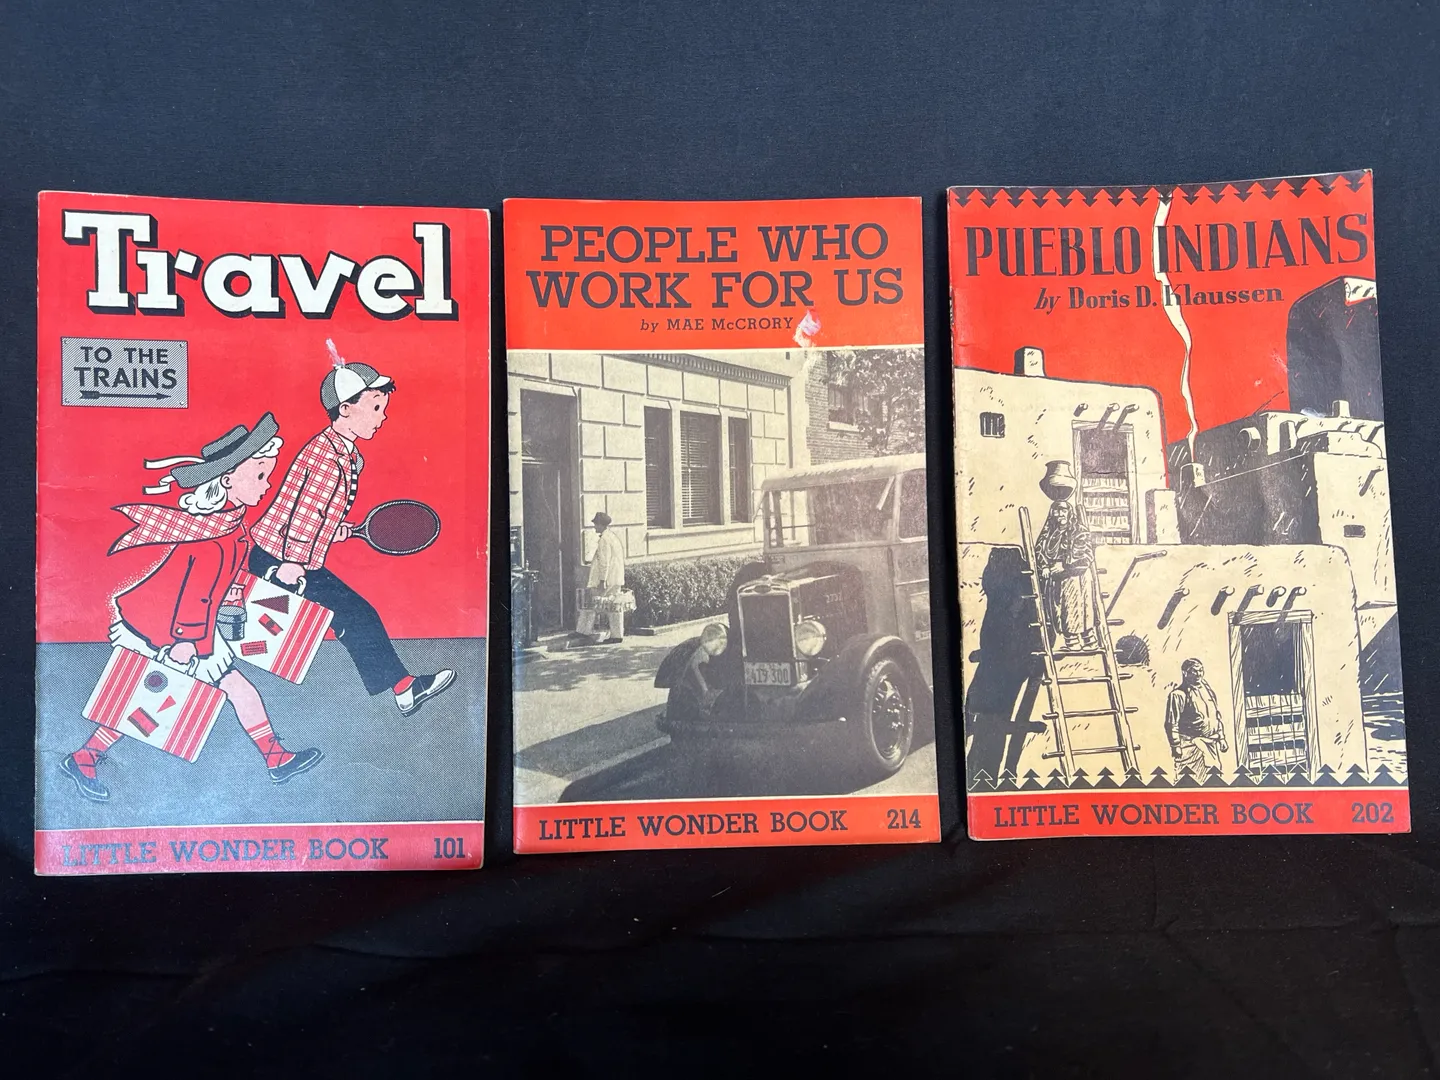 Travel
TO THE
TRAINS
LITTLE WONDER BOOK 101
PEOPLE WHO
WORK FOR US
by MAE McCRORY
LITTLE WONDER BOOK 214
PUEBLO INDIANS
by Doris D. Klaussen
LITTLE WONDER BOOK 202